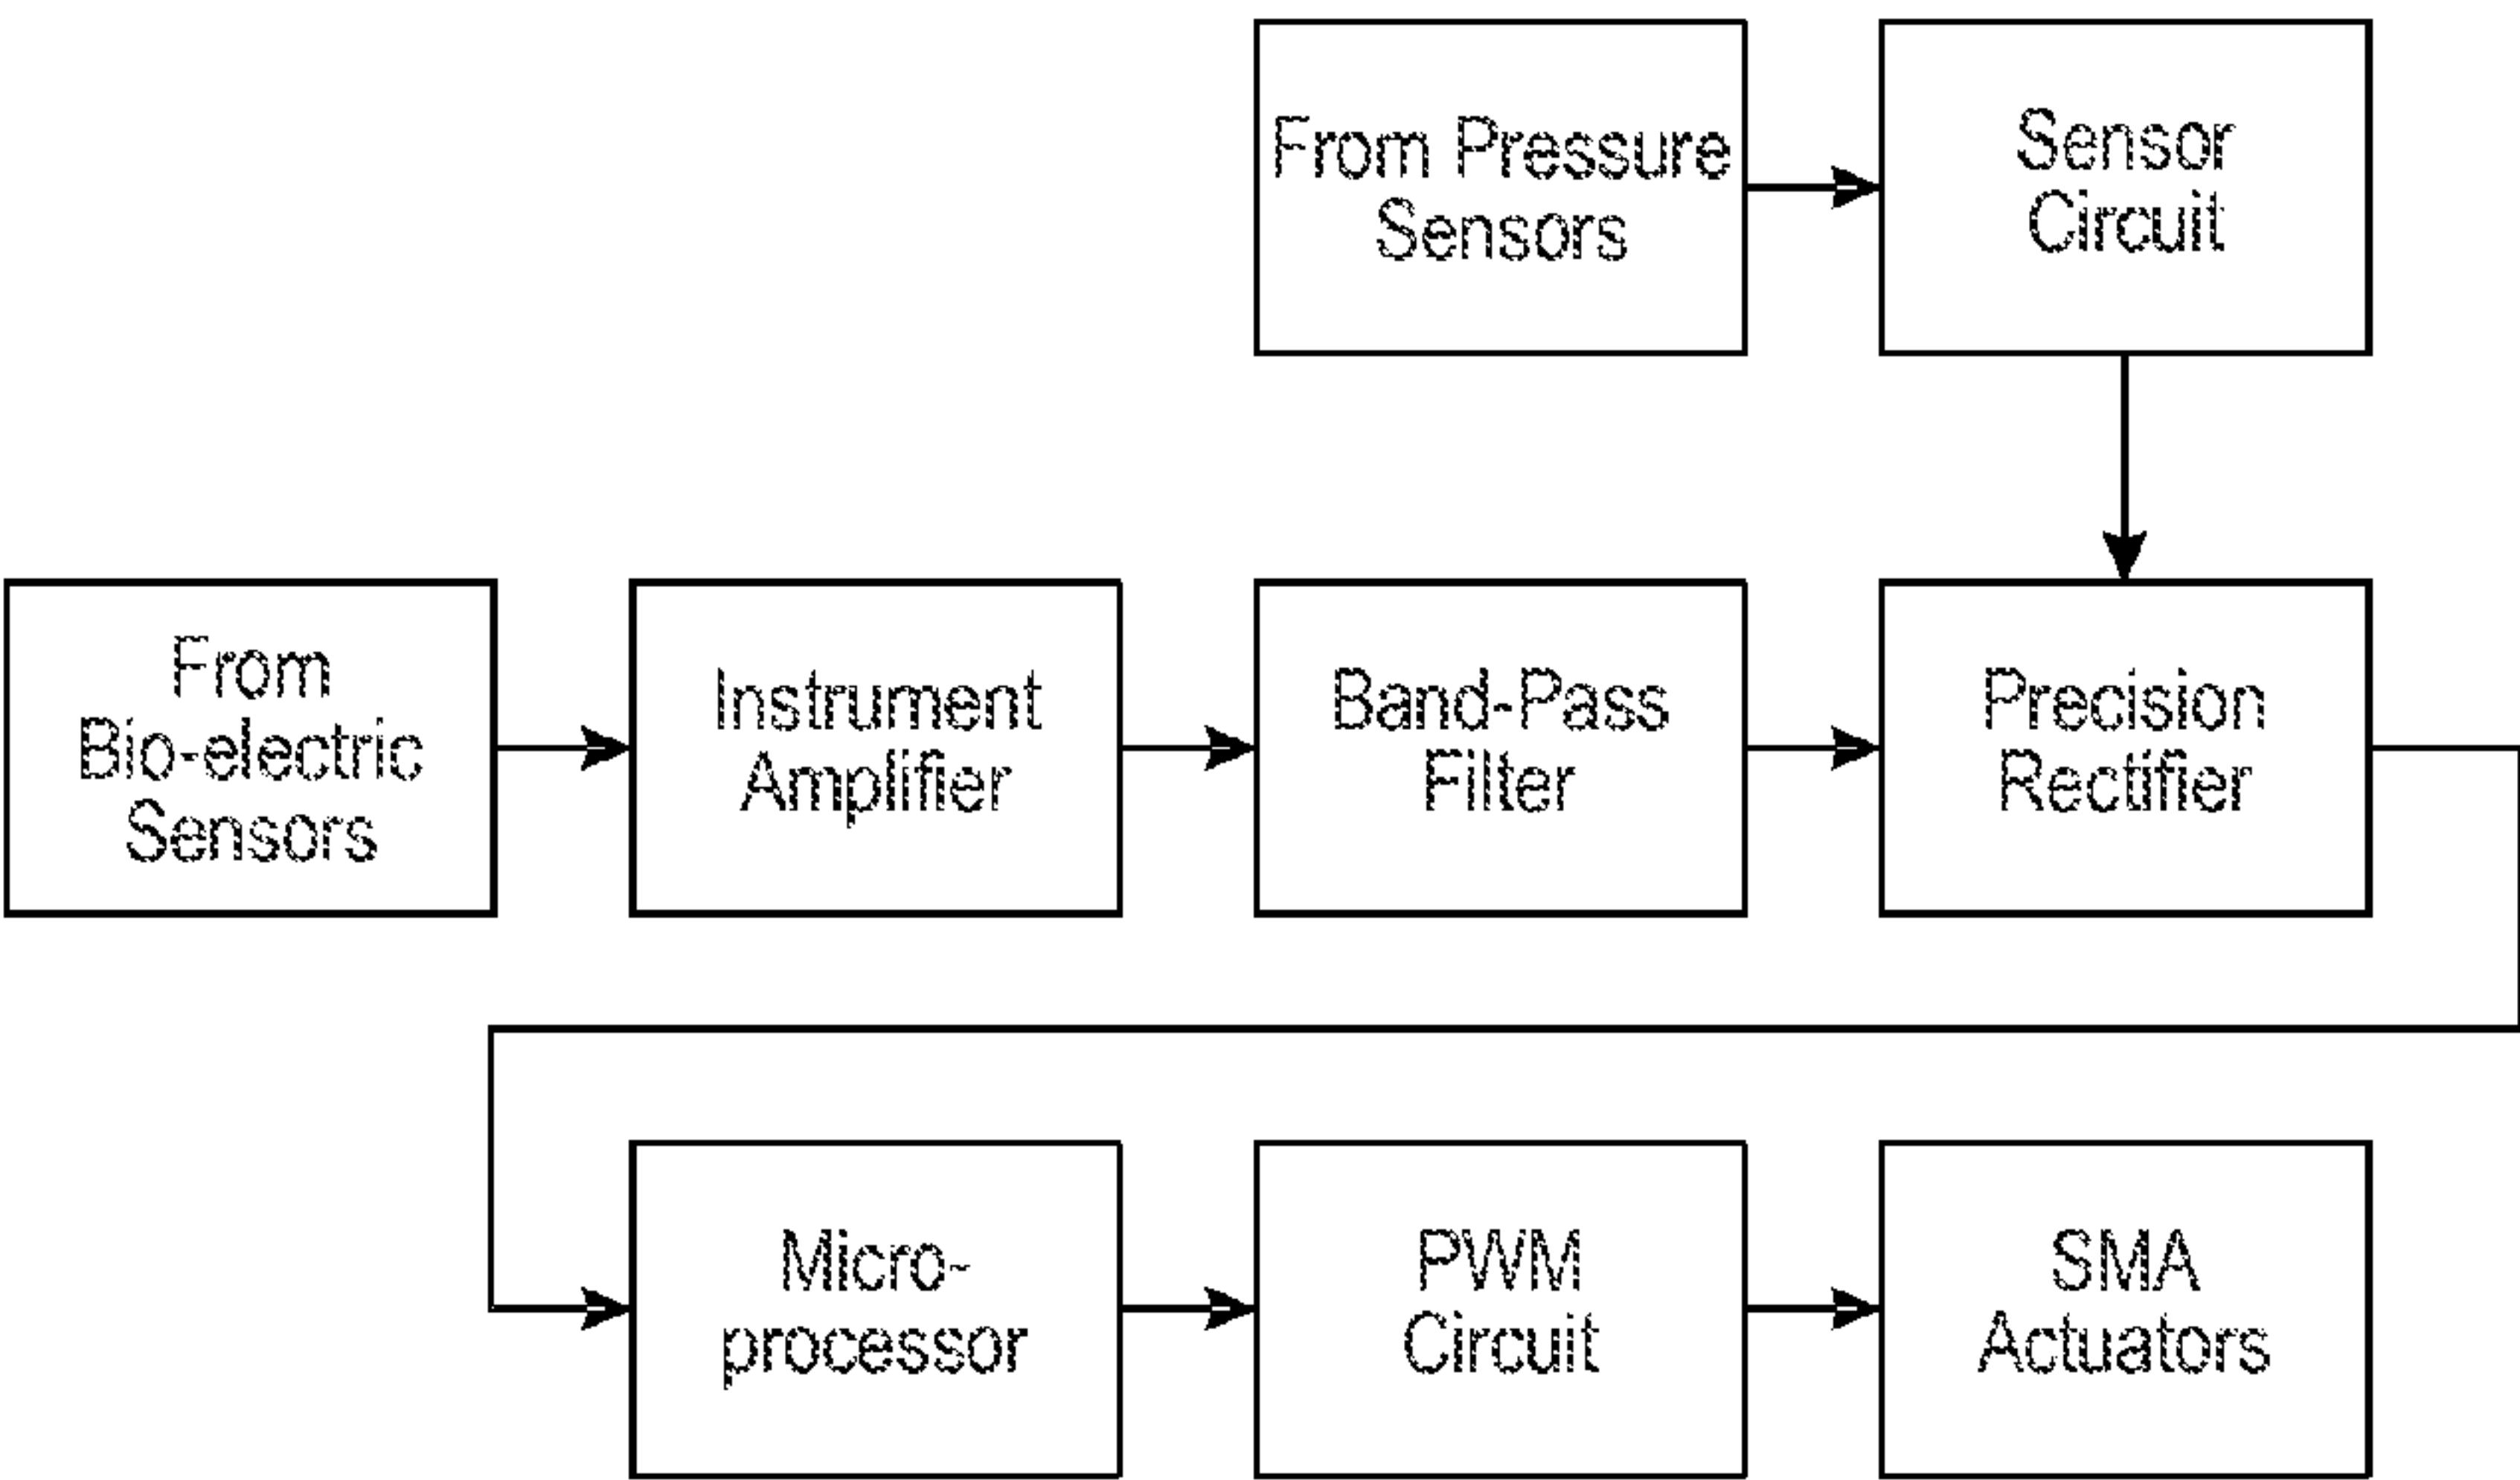 From Pressure
Sensors
Sensor
Circuit
From
Bio-electric
Sensors
Instrument
Amplifier
Band-Pass
Filter
Precision
Rectifier
Micro-
processor
PWM
Circuit
SMA
Actuators